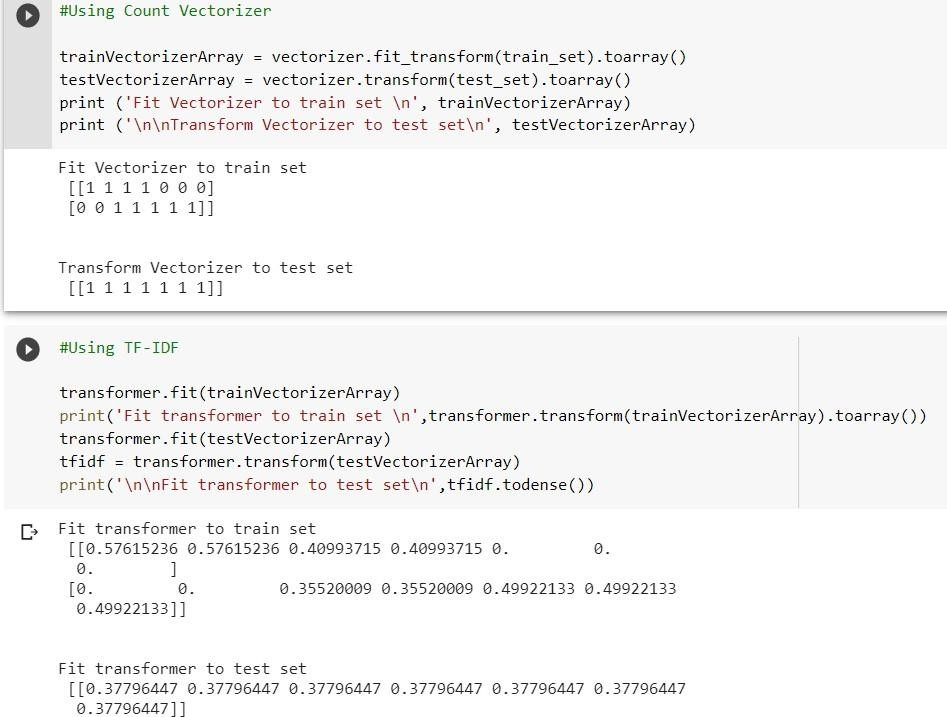 #Using Count Vectorizer
trainVectorizerArray = vectorizer.fit_transform(train_set).toarray()
testVectorizerArray = vectorizer.transform(test_set).toarray()
print ('Fit Vectorizer to train set \n', trainVectorizerArray)
print ('\n\nTransform Vectorizer to test set\n', testVectorizerArray)
Fit Vectorizer to train set
[[1 1 1 1 0 0 0]
[0 0 1 1 1 1 1]]
Transform Vectorizer to test set
[[1 1 1 1 1 1 1]]
#Using TF-IDF
transformer.fit(trainVectorizerArray)
print('Fit transformer to train set \n',transformer.transform(trainVectorizerArray).toarray())
transformer.fit(testVectorizerArray)
tfidf = transformer.transform(testVectorizerArray)
print('\n\nFit transformer to test set\n',tfidf.todense())
Fit transformer to train set
[[0.57615236 0.57615236 0.40993715 0.40993715 0. 0.
0. ]
[0. 0. 0.35520009 0.35520009 0.49922133 0.49922133
0.49922133]]
Fit transformer to test set
[[0.37796447 0.37796447 0.37796447 0.37796447 0.37796447 0.37796447
0.37796447]]